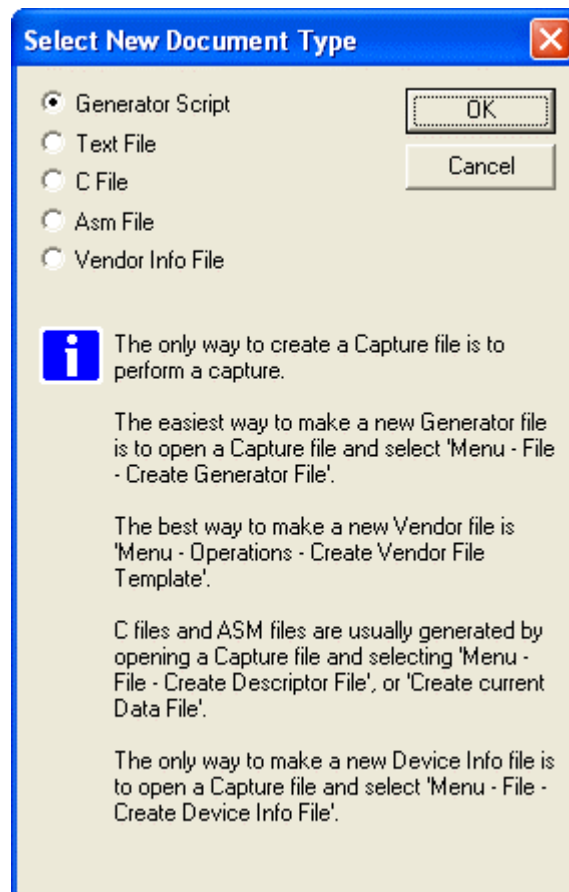 Select New Document Type
Generator Script
OK
Text File
Cancel
C File
Asm File
Vendor Info File
The only way to create a Capture file is to
perform a capture.
The easiest way to make a new Generator file
is to open a Capture file and select 'Menu - File
- Create Generator File'.
The best way to make a new Vendor file is
'Menu - Operations - Create Vendor File
Template'.
C files and ASM files are usually generated by
opening a Capture file and selecting 'Menu -
File - Create Descriptor File', or 'Create current
Data File'.
The only way to make a new Device Info file is
to open a Capture file and select 'Menu - File -
Create Device Info File'.